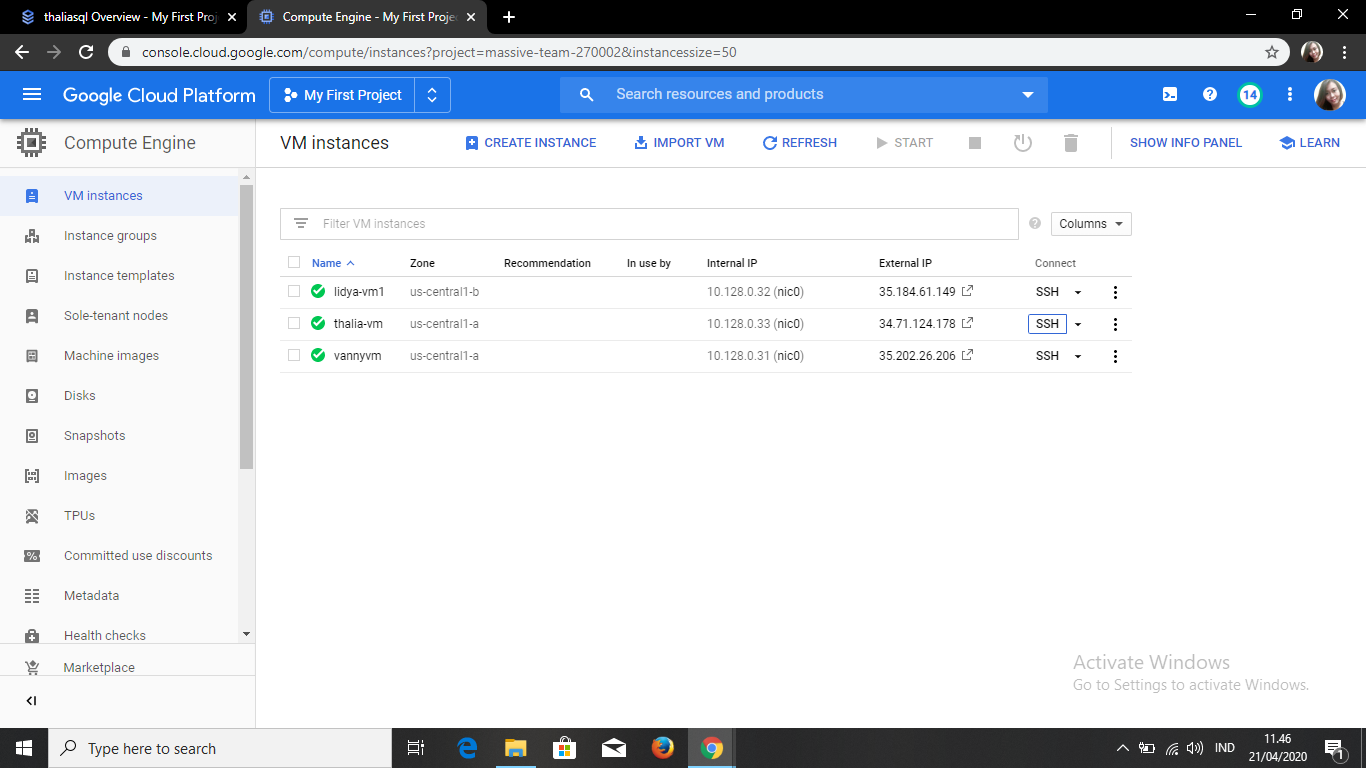 thaliasql Overview - My First Proj
Compute Engine - My First Projec
console.cloud.google.com/compute/instances?project=massive-team-270002&instancessize=50
Google Cloud Platform
My First Project
Search resources and products
14
Compute Engine
VM instances
CREATE INSTANCE
IMPORT VM
REFRESH
START
SHOW INFO PANEL
LEARN
VM instances
Instance groups
Instance templates
Sole-tenant nodes
Machine images
Disks
Snapshots
Images
TPUs
Committed use discounts
Metadata
Health checks
Marketplace
Filter VM instances
Columns
Name Zone Recommendation In use by Internal IP External IP Connect
lidya-vm1 us-central1-b 10.128.0.32 (nic0) 35.184.61.149 SSH
thalia-vm us-central1-a 10.128.0.33 (nic0) 34.71.124.178 SSH
vannyvm us-central1-a 10.128.0.31 (nic0) 35.202.26.206 SSH
Activate Windows
Go to Settings to activate Windows.
Type here to search
IND
11.46
21/04/2020
1